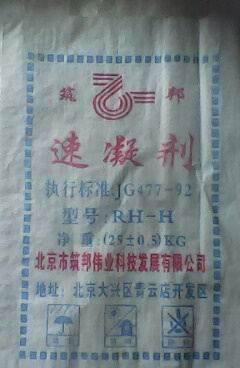 筑 邦
速凝剂
执行标准:JG477-92
型号:RH-H
净 重:(25±0.5)KG
北京市筑邦伟业科技发展有限公司
地址:北京大兴区青云店开发区